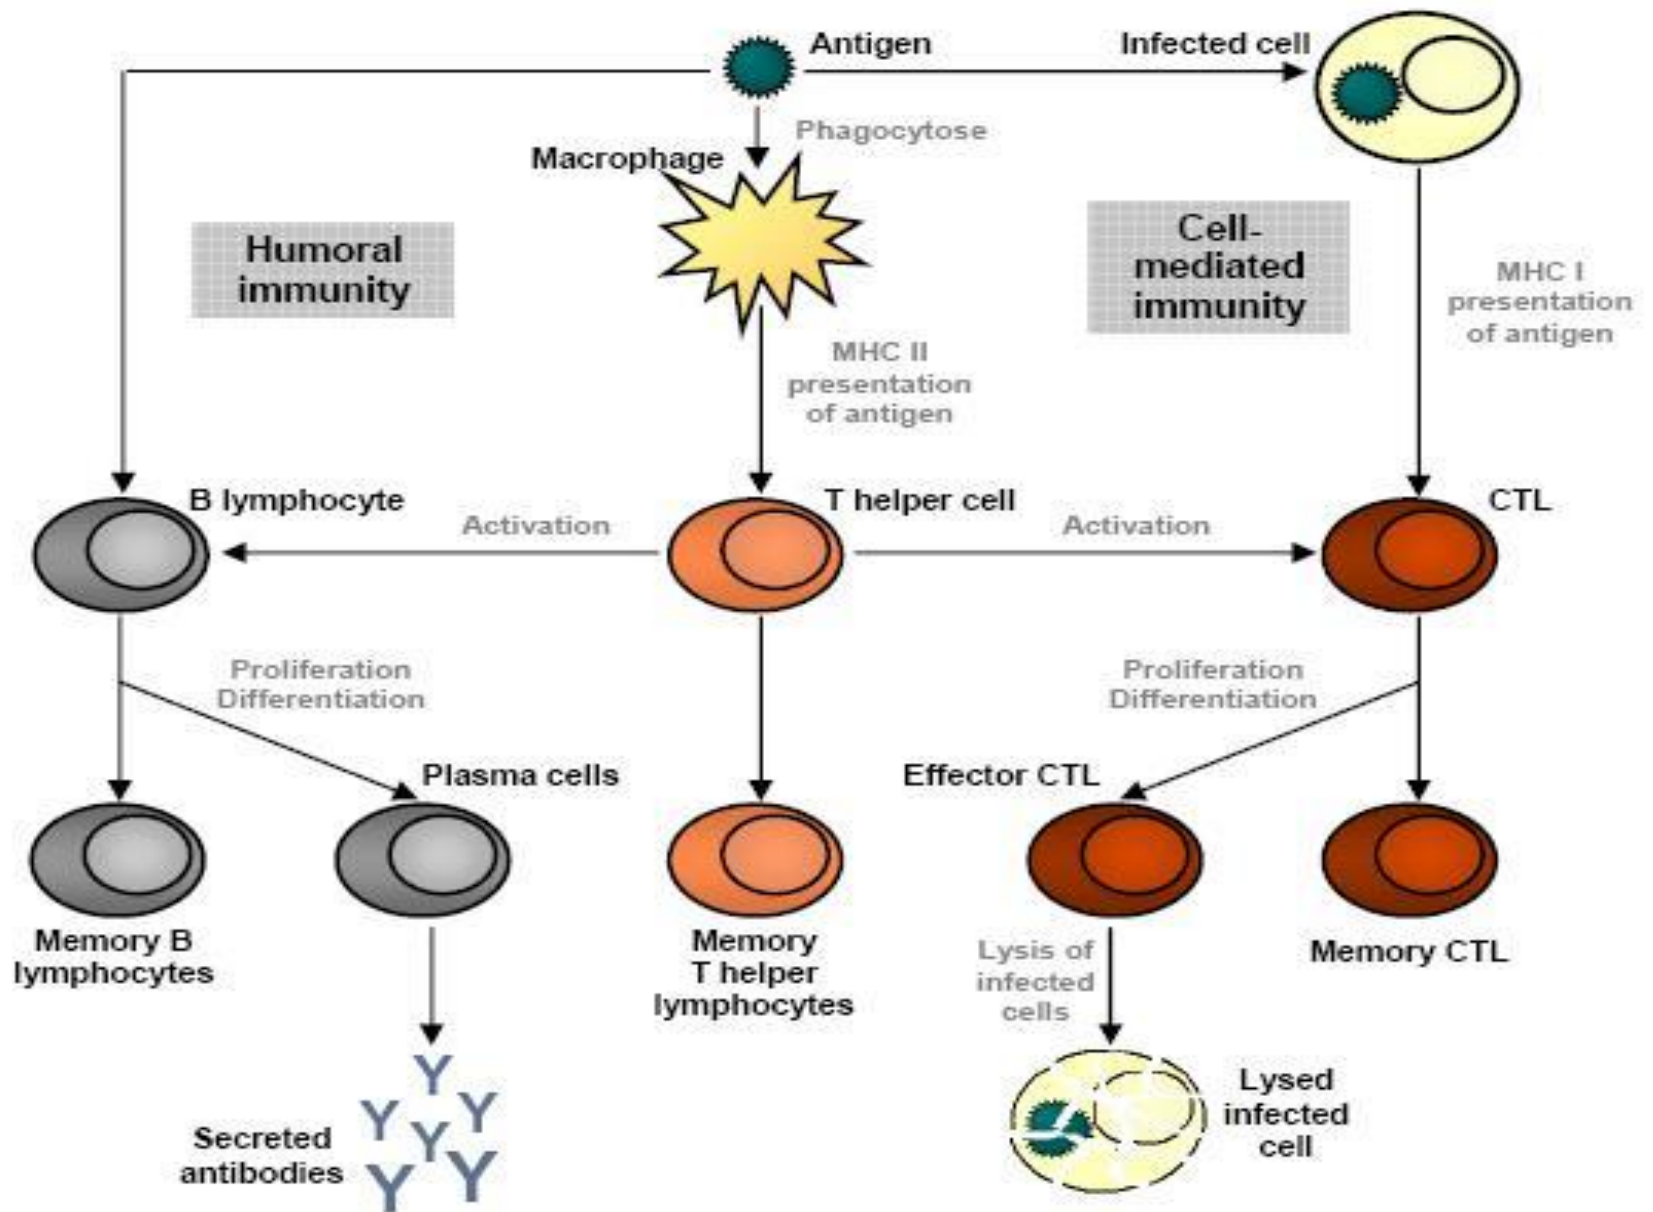 Antigen
Infected cell
Phagocytose
Macrophage
Humoral
immunity
Cell-
mediated
immunity
MHC I
presentation
of antigen
MHC II
presentation
of antigen
B lymphocyte
Activation
T helper cell
Activation
CTL
Proliferation
Differentiation
Proliferation
Differentiation
Plasma cells
Effector CTL
Memory B
lymphocytes
Memory
T helper
lymphocytes
Lysis of
infected
cells
Memory CTL
Secreted
antibodies
Lysed
infected
cell